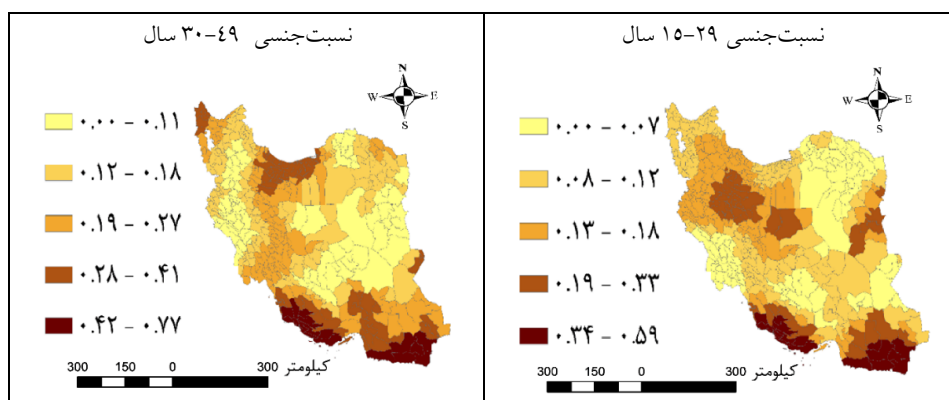 نسبت‌جنسی ۲۹-۱۵ سال
N
W E
S
۰.۰۰ - ۰.۰۷
۰.۰۸ - ۰.۱۲
۰.۱۳ - ۰.۱۸
۰.۱۹ - ۰.۳۳
۰.۳۴ - ۰.۵۹
کیلومتر
300 150 0 300
نسبت‌جنسی ۴۹-۳۰ سال
N
W E
S
۰.۰۰ - ۰.۱۱
۰.۱۲ - ۰.۱۸
۰.۱۹ - ۰.۲۷
۰.۲۸ - ۰.۴۱
۰.۴۲ - ۰.۷۷
کیلومتر
300 150 0 300